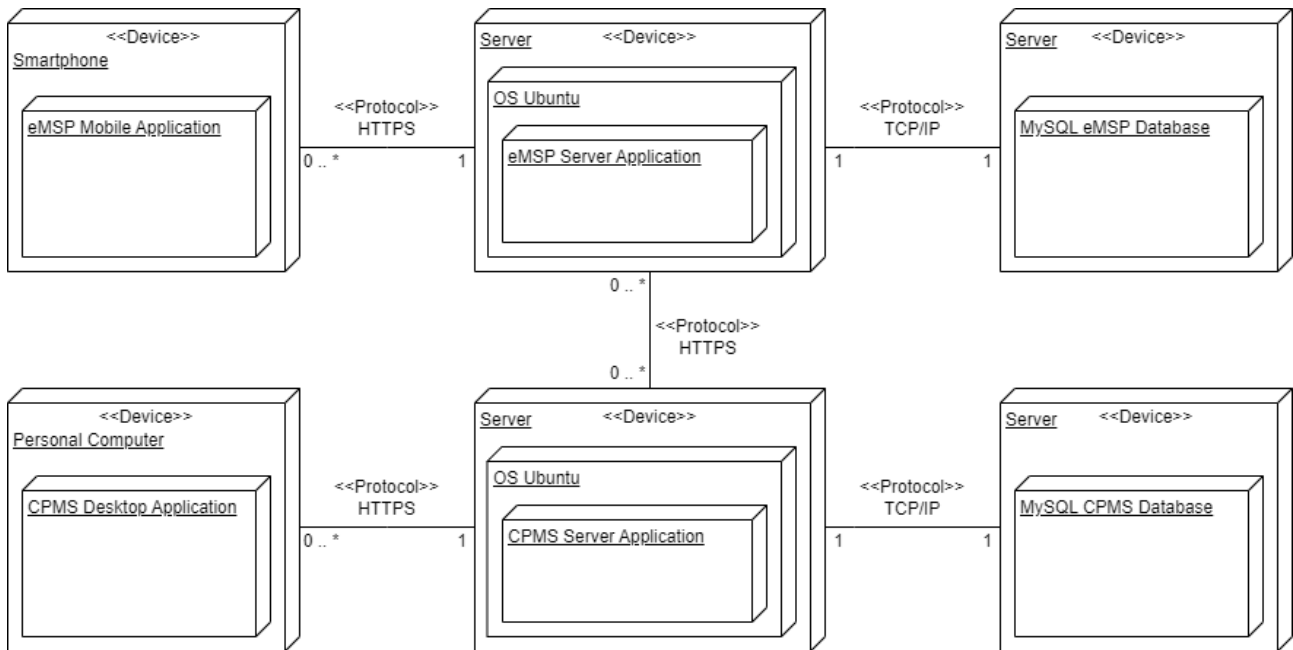 <<Device>>
Smartphone
eMSP Mobile Application
<<Protocol>>
HTTPS
0 .. *
1
Server
<<Device>>
OS Ubuntu
eMSP Server Application
<<Protocol>>
TCP/IP
1
1
Server
<<Device>>
MySQL eMSP Database
0 .. *
<<Protocol>>
HTTPS
0 .. *
<<Device>>
Personal Computer
CPMS Desktop Application
<<Protocol>>
HTTPS
0 .. *
1
Server
<<Device>>
OS Ubuntu
CPMS Server Application
<<Protocol>>
TCP/IP
1
1
Server
<<Device>>
MySQL CPMS Database